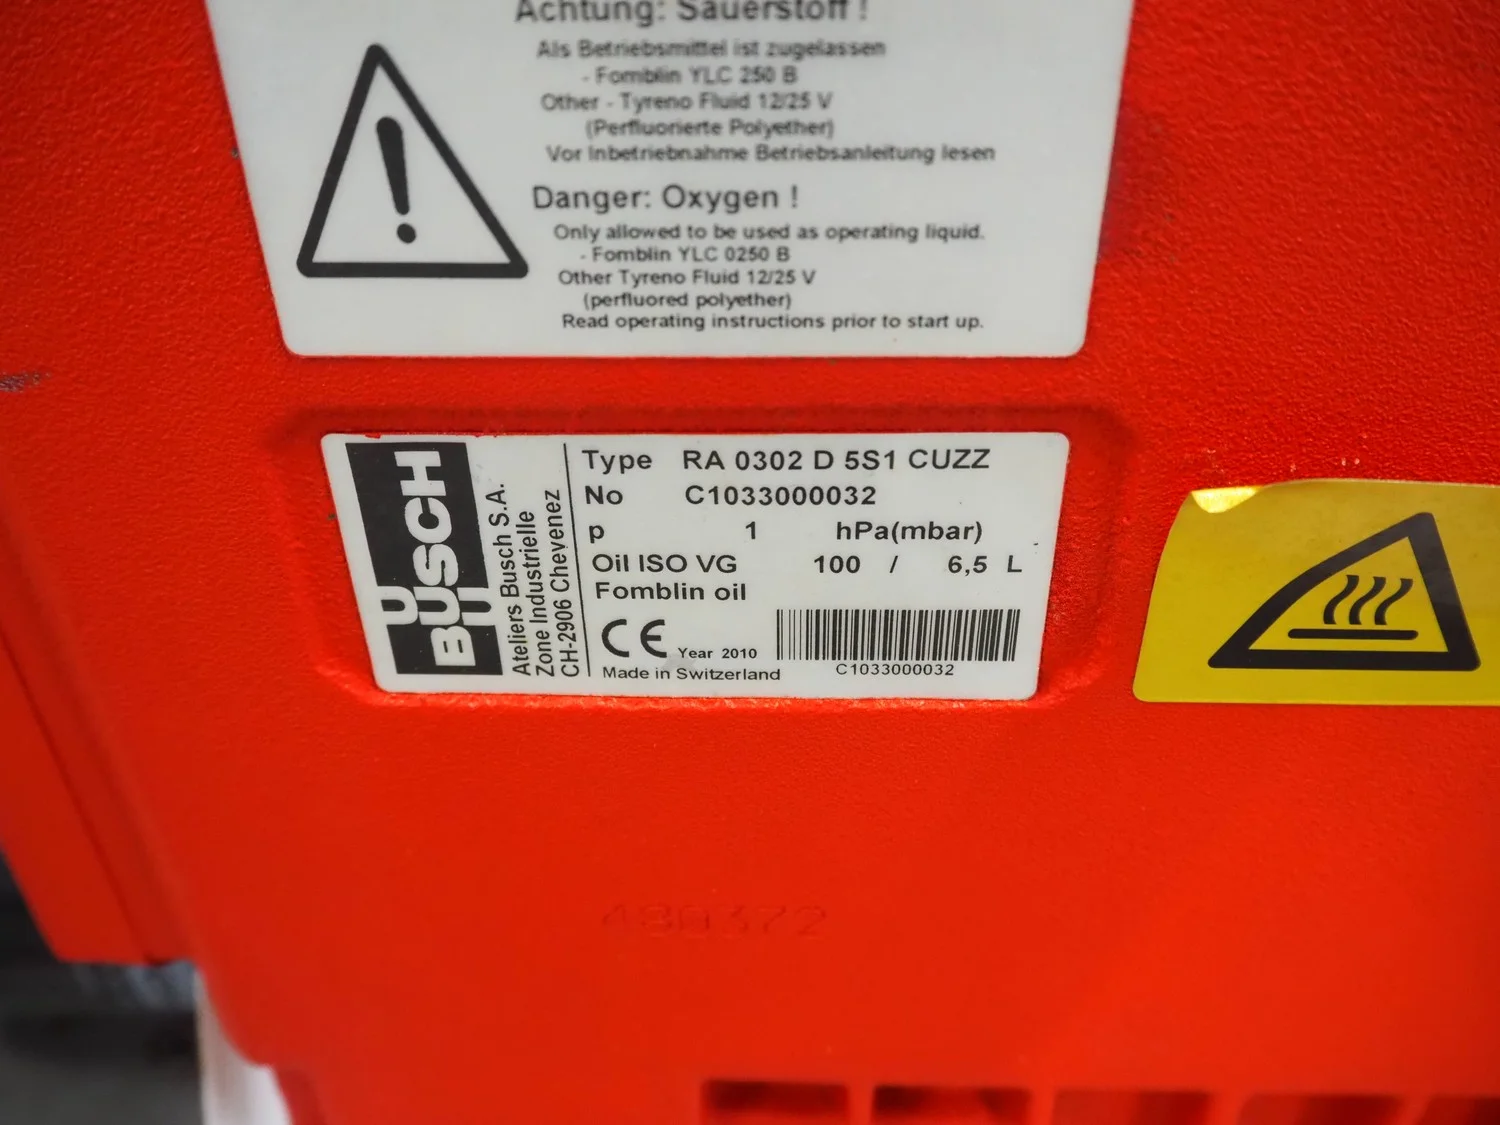 Achtung: Sauerstoff !
Als Betriebsmittel ist zugelassen
- Fomblin YLC 250 B
Other - Tyreno Fluid 12/25 V
(Perfluorierte Polyether)
Vor Inbetriebnahme Betriebsanleitung lesen
Danger: Oxygen !
Only allowed to be used as operating liquid.
- Fomblin YLC 0250 B
Other Tyreno Fluid 12/25 V
(perfluored polyether)
Read operating instructions prior to start up.
BUSCH
Ateliers Busch S.A.
Zone Industrielle
CH-2906 Chevenez
Type RA 0302 D 5S1 CUZZ
No C1033000032
p 1 hPa(mbar)
Oil ISO VG 100 / 6,5 L
Fomblin oil
CE Year 2010
Made in Switzerland
C1033000032
480372